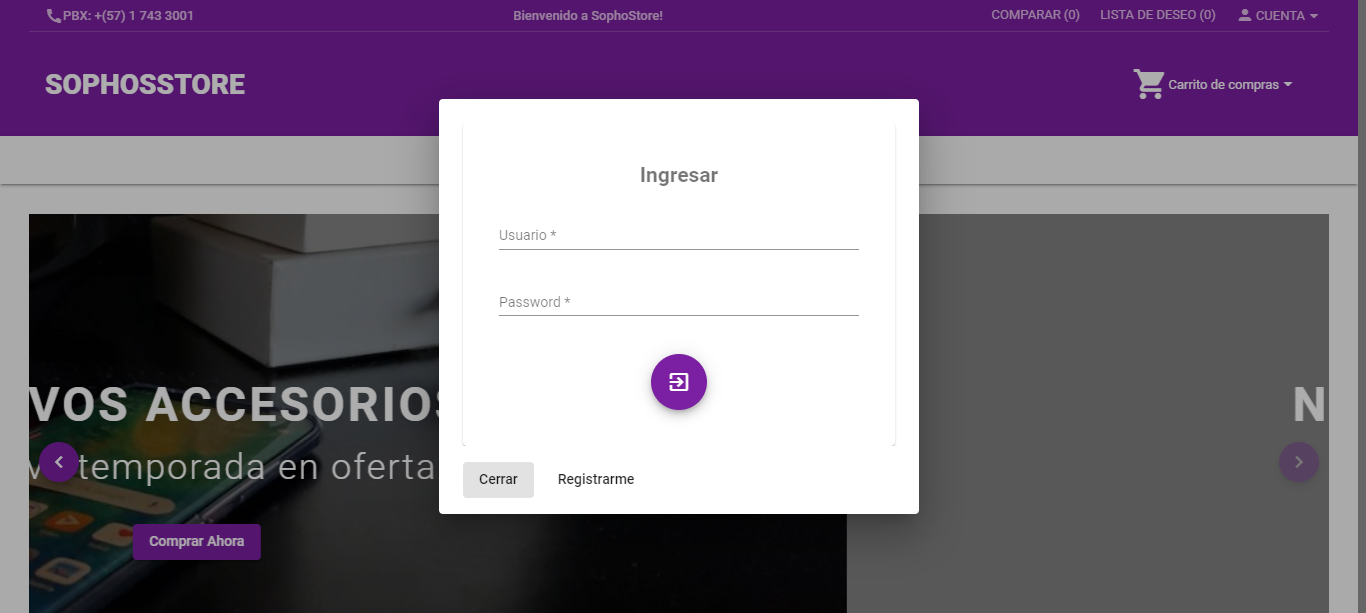 PBX: +(57) 1 743 3001
Bienvenido a SophoStore!
COMPARAR (0)
LISTA DE DESEO (0)
CUENTA
SOPHOSSTORE
Carrito de compras
Ingresar
Usuario *
Password *
Cerrar
Registrarme
VOS ACCESORIOS
N
temporada en oferta
Comprar Ahora